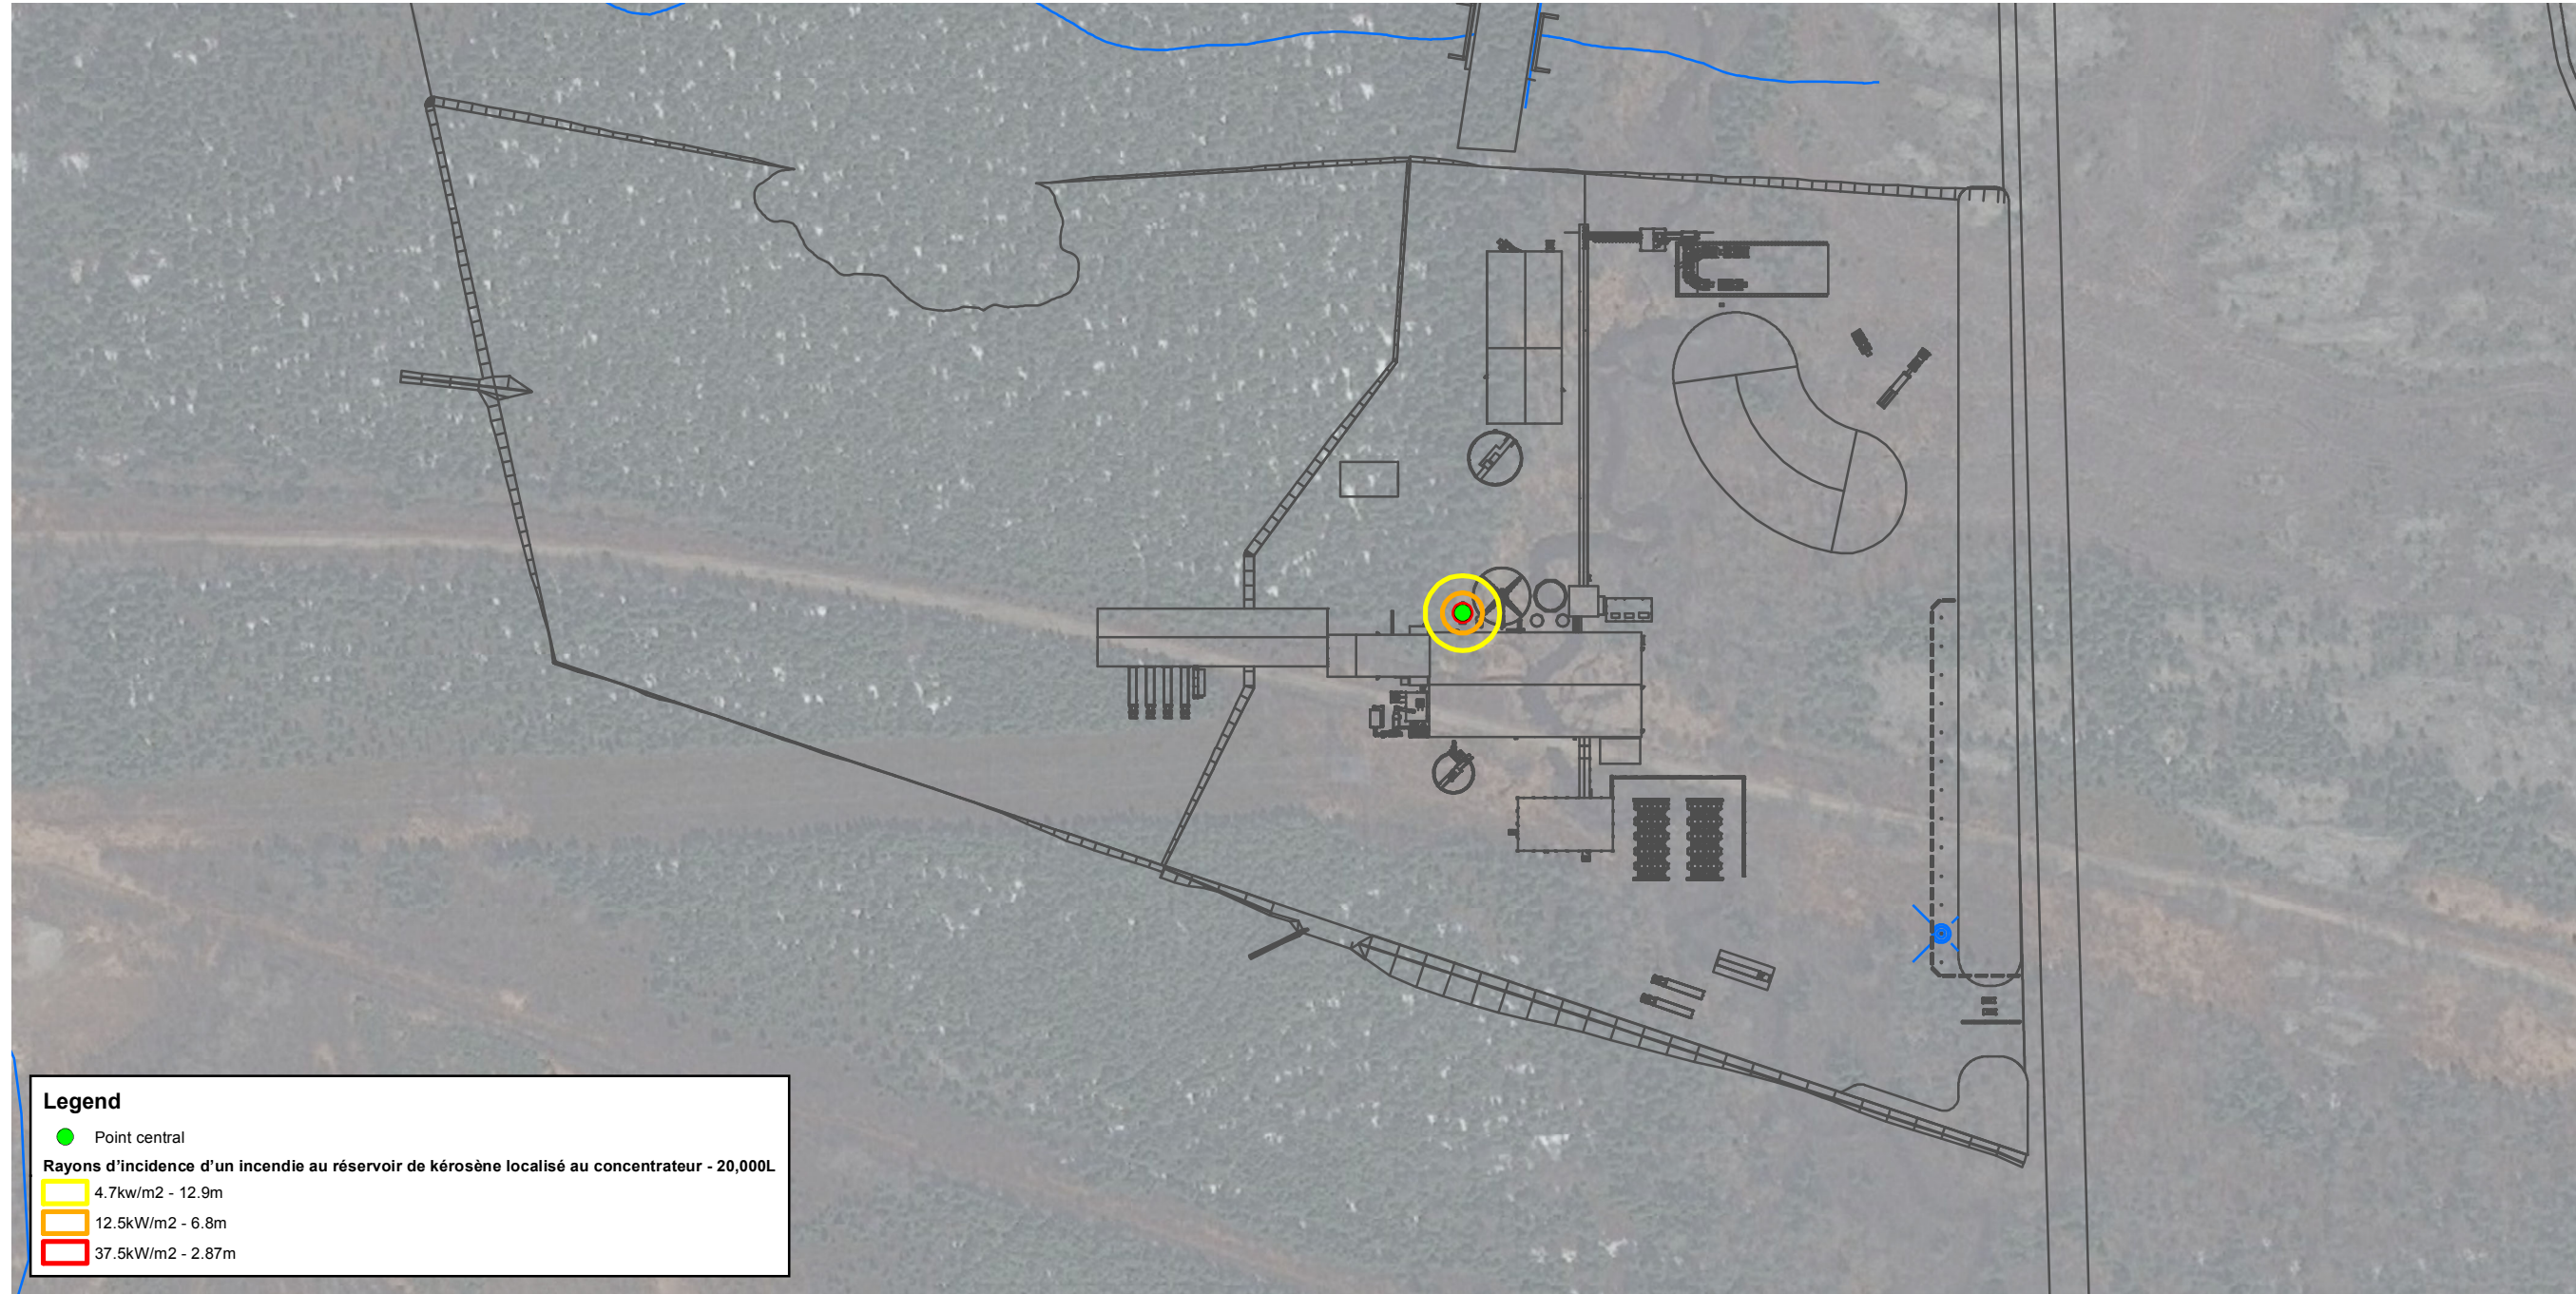 Legend
Point central
Rayons d’incidence d’un incendie au réservoir de kérosène localisé au concentrateur - 20,000L
4.7kw/m2 - 12.9m
12.5kW/m2 - 6.8m
37.5kW/m2 - 2.87m